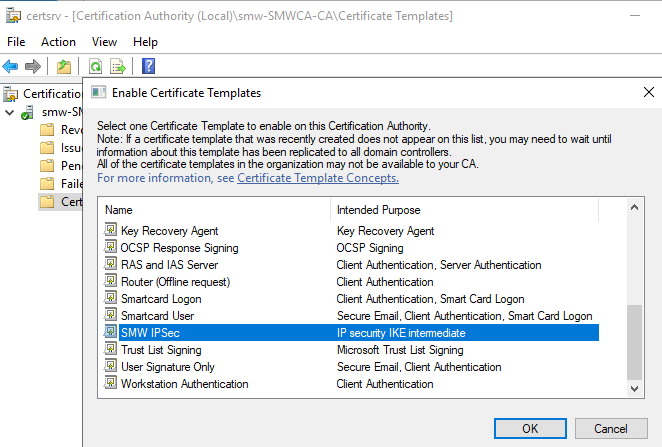 certsrv - [Certification Authority (Local)\smw-SMWCA-CA\Certificate Templates]
File Action View Help
Certification
smw-SM
Revo
Issue
Pend
Faile
Cert
Enable Certificate Templates
Select one Certificate Template to enable on this Certification Authority.
Note: If a certificate template that was recently created does not appear on this list, you may need to wait until
information about this template has been replicated to all domain controllers.
All of the certificate templates in the organization may not be available to your CA.
For more information, see Certificate Template Concepts.
Name Intended Purpose
Key Recovery Agent Key Recovery Agent
OCSP Response Signing OCSP Signing
RAS and IAS Server Client Authentication, Server Authentication
Router (Offline request) Client Authentication
Smartcard Logon Client Authentication, Smart Card Logon
Smartcard User Secure Email, Client Authentication, Smart Card Logon
SMW IPSec IP security IKE intermediate
Trust List Signing Microsoft Trust List Signing
User Signature Only Secure Email, Client Authentication
Workstation Authentication Client Authentication
OK Cancel